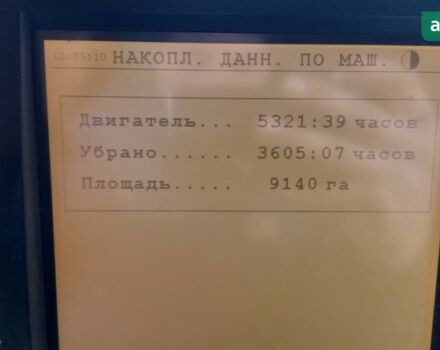 12:55:10 НАКОПЛ. ДАНН. ПО МАШ.
Двигатель... 5321:39 часов
Убрано...... 3605:07 часов
Площадь..... 9140 га